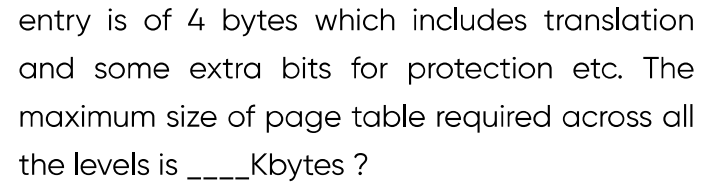 entry is of 4 bytes which includes translation
and some extra bits for protection etc. The
maximum size of page table required across all
the levels is ____Kbytes ?